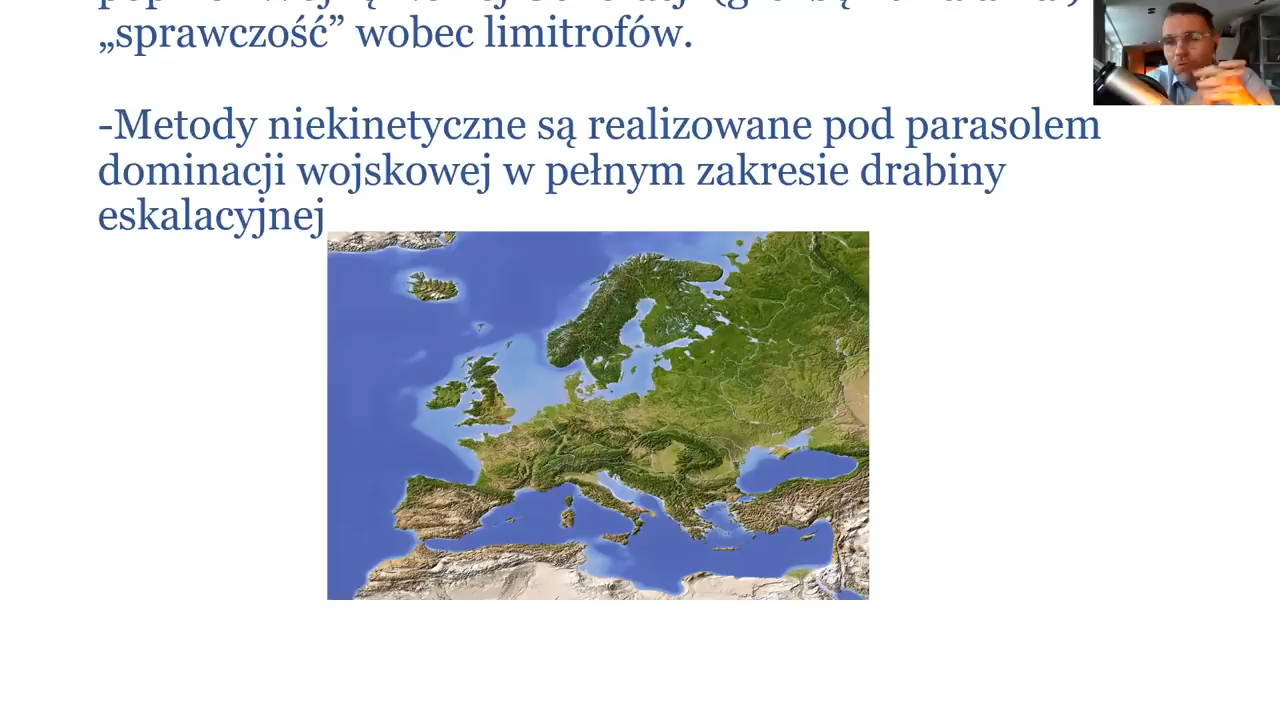 „sprawczość” wobec limitrofów.
-Metody niekinetyczne są realizowane pod parasolem
dominacji wojskowej w pełnym zakresie drabiny
eskalacyjnej